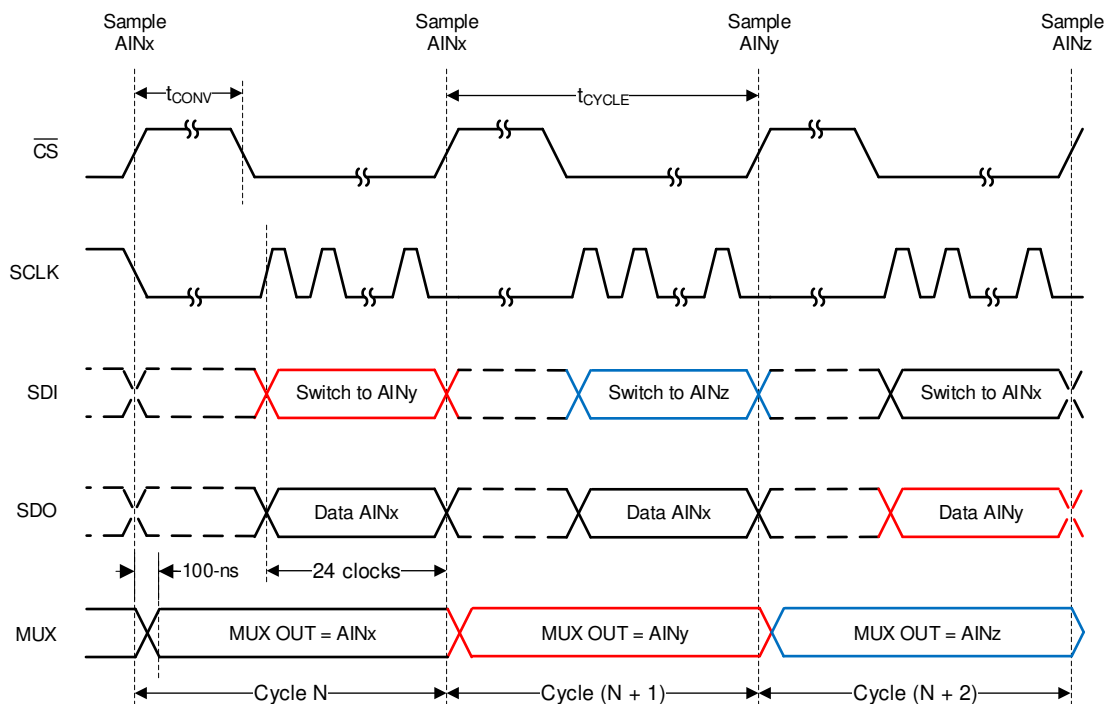 Sample
AINx
Sample
AINx
Sample
AINy
Sample
AINz
tCONV
tCYCLE
CS
SCLK
SDI
Switch to AINy
Switch to AINz
Switch to AINx
SDO
Data AINx
Data AINx
Data AINy
100-ns
24 clocks
MUX
MUX OUT = AINx
MUX OUT = AINy
MUX OUT = AINz
Cycle N
Cycle (N + 1)
Cycle (N + 2)